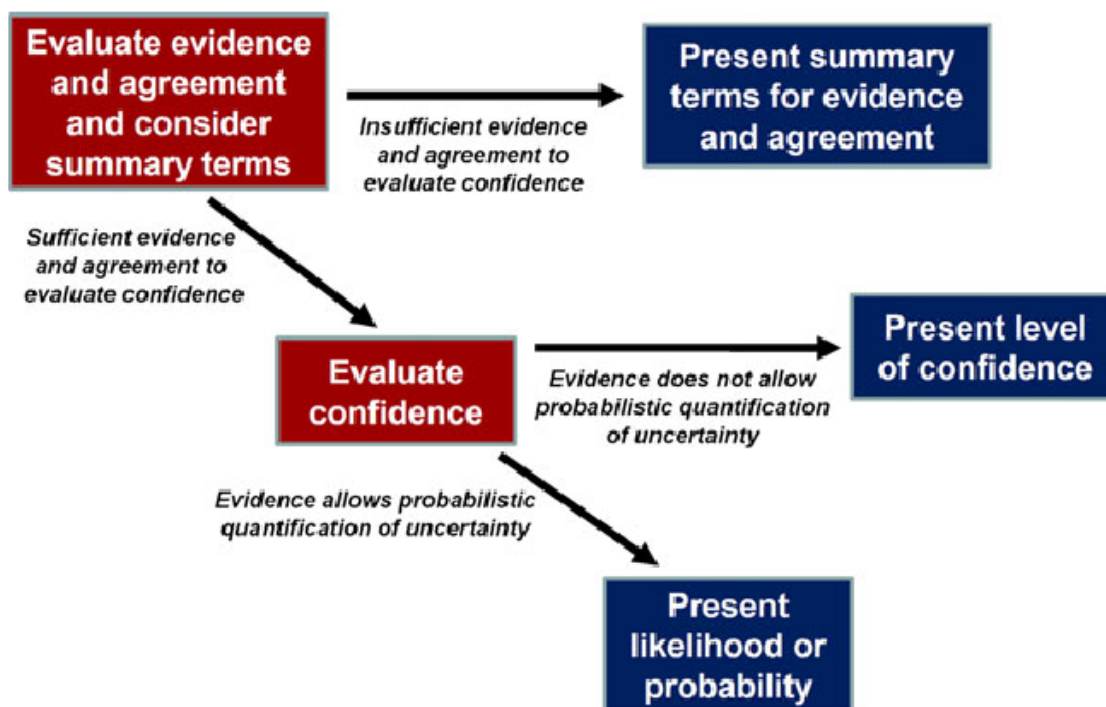 Evaluate evidence
and agreement
and consider
summary terms
Insufficient evidence
and agreement to
evaluate confidence
Present summary
terms for evidence
and agreement
Sufficient evidence
and agreement to
evaluate confidence
Evaluate
confidence
Evidence does not allow
probabilistic quantification
of uncertainty
Present level
of confidence
Evidence allows probabilistic
quantification of uncertainty
Present
likelihood or
probability